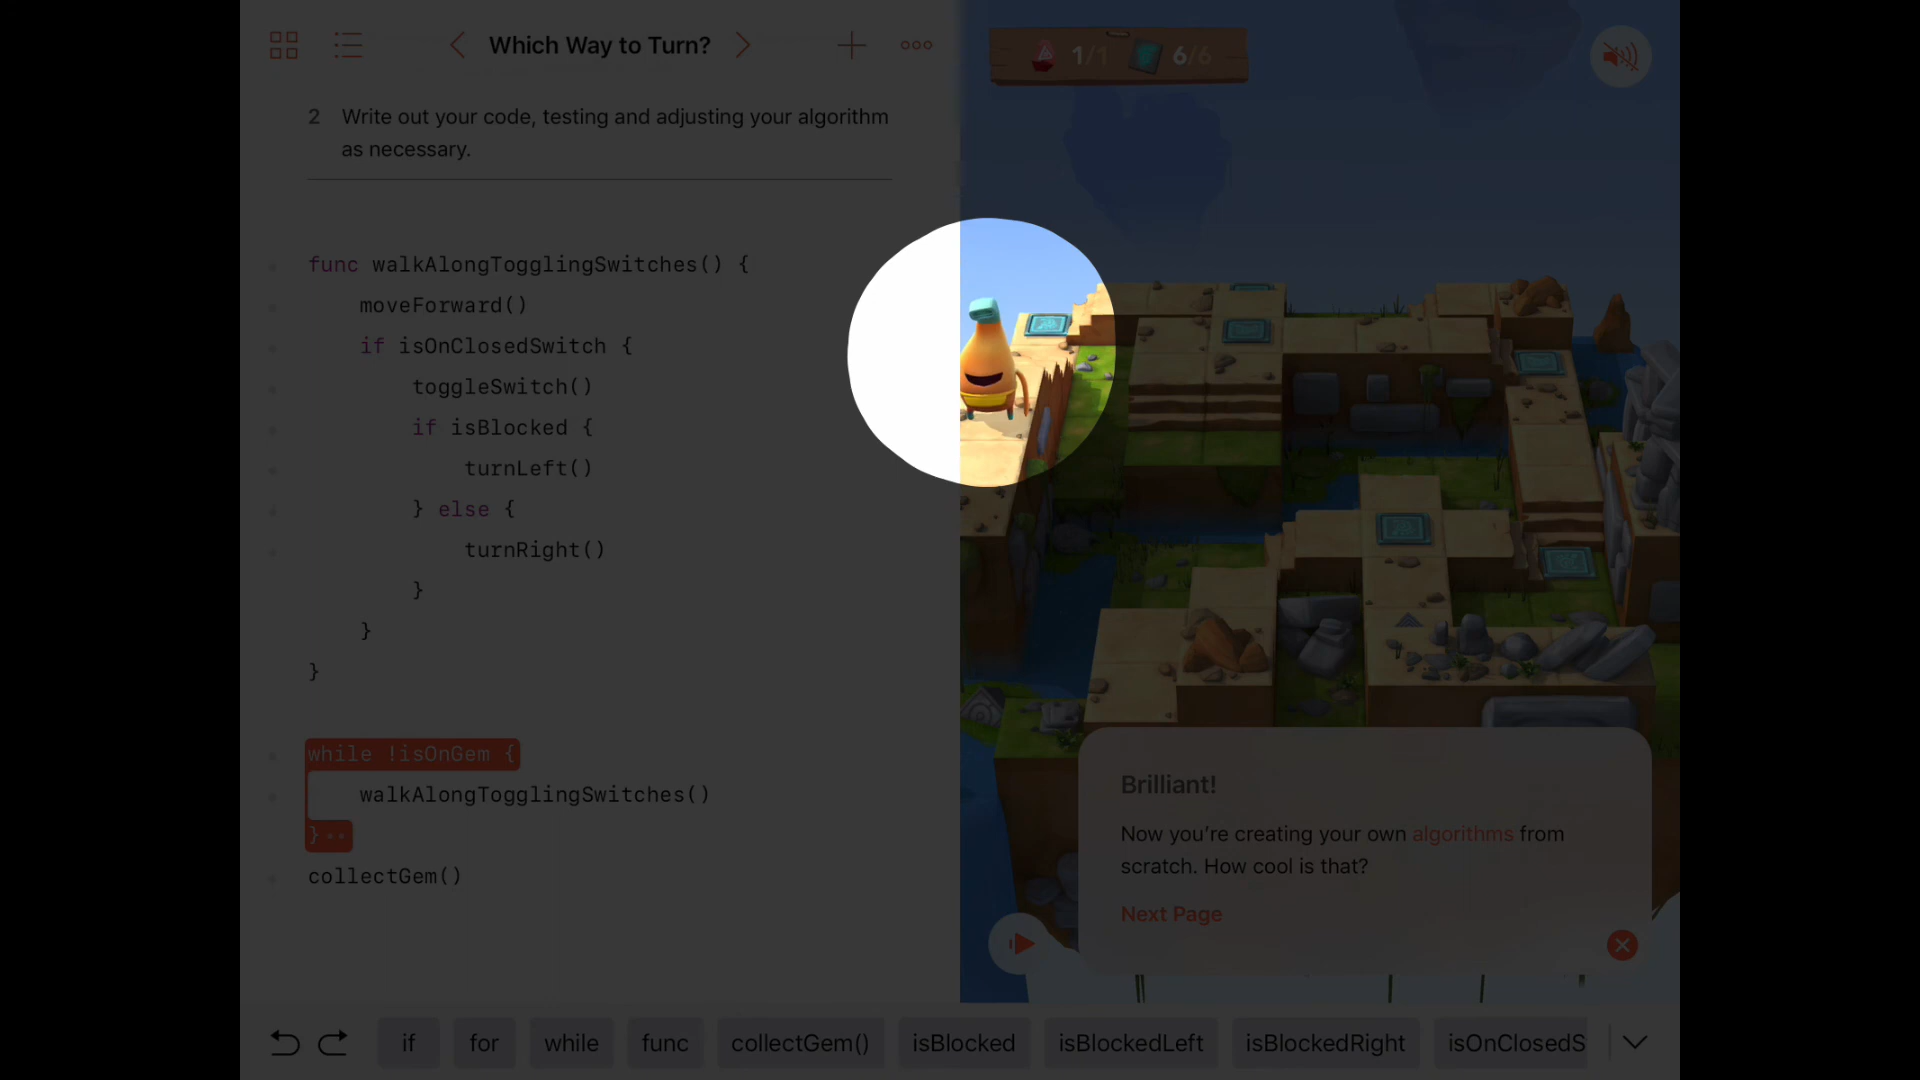 Which Way to Turn?
1/1 6/6
2 Write out your code, testing and adjusting your algorithm
as necessary.
func walkAlongTogglingSwitches() {
moveForward()
if isOnClosedSwitch {
toggleSwitch()
if isBlocked {
turnLeft()
} else {
turnRight()
}
}
}
while !isOnGem {
walkAlongTogglingSwitches()
}
collectGem()
Brilliant!
Now you're creating your own algorithms from
scratch. How cool is that?
Next Page
if for while func collectGem() isBlocked isBlockedLeft isBlockedRight isOnClosedS